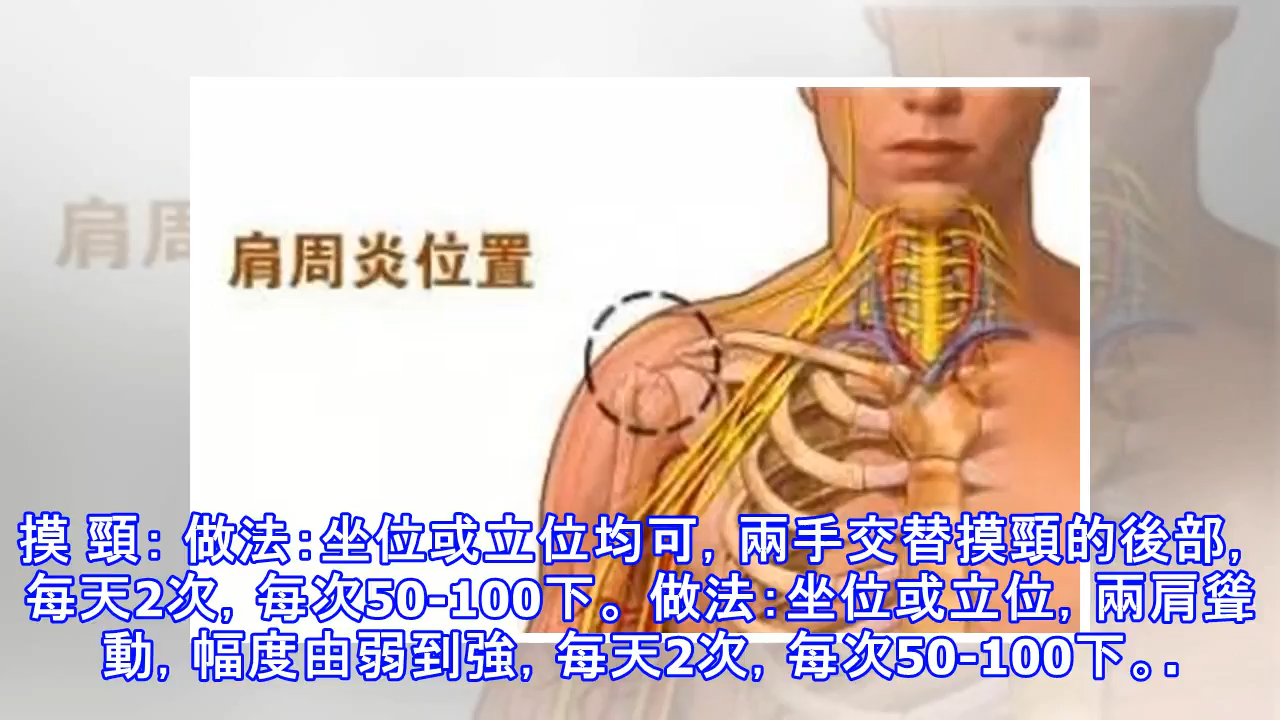 肩周
肩周炎位置
摸 頸: 做法:坐位或立位均可, 兩手交替摸頸的後部,
每天2次, 每次50-100下。做法:坐位或立位, 兩肩聳
動, 幅度由弱到強, 每天2次, 每次50-100下。.